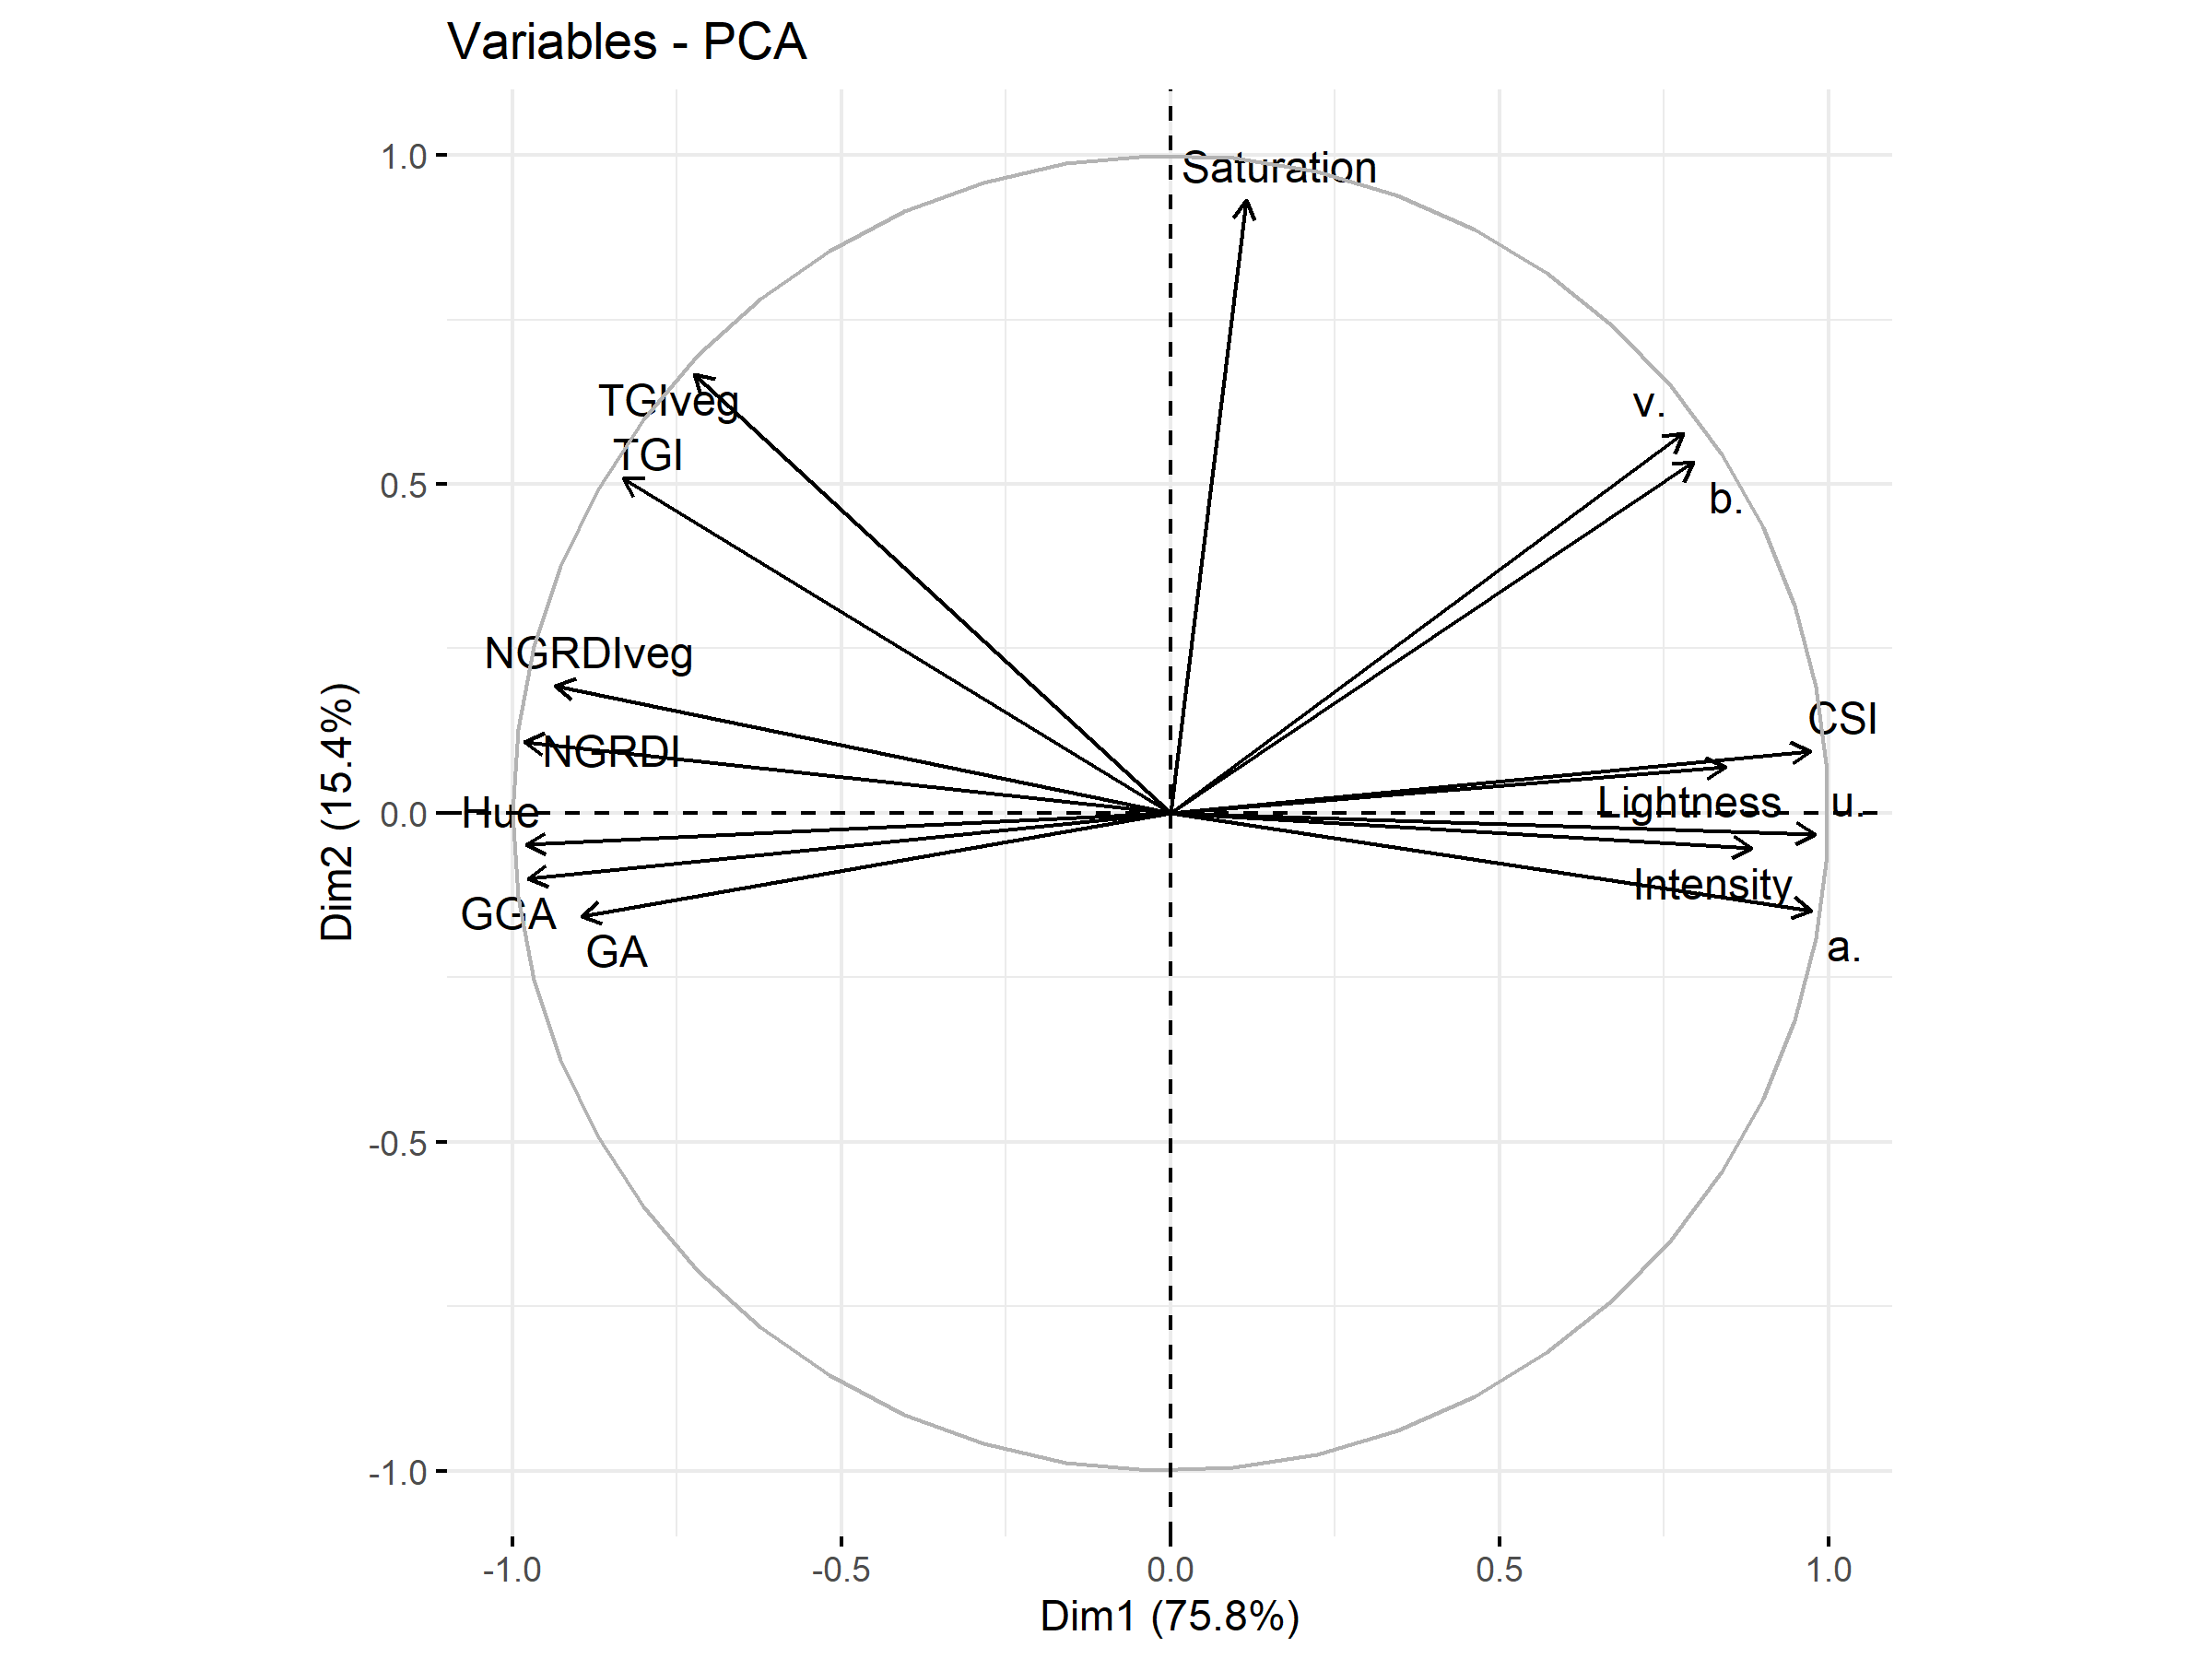 Variables - PCA
1.0
Saturation
TGIveg
v.
TGI
0.5
b.
NGRDIveg
CSI
NGRDI
Lightness
u.
Hue
0.0
Intensity
GGA
GA
a.
-0.5
-1.0
Dim2 (15.4%)
-1.0
-0.5
0.0
0.5
1.0
Dim1 (75.8%)